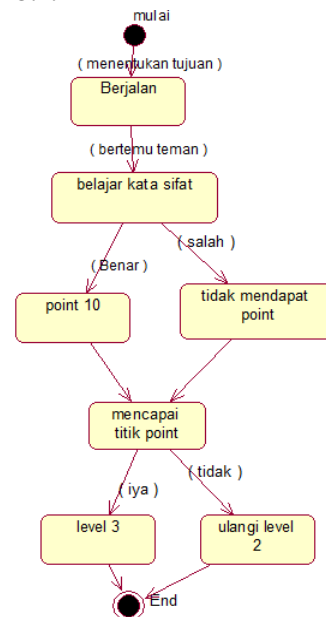 mulai
( menentukan tujuan )
Berjalan
( bertemu teman )
belajar kata sifat
( salah )
( Benar )
point 10
tidak mendapat
point
mencapai
titik point
( iya )
( tidak )
level 3
ulangi level
2
End